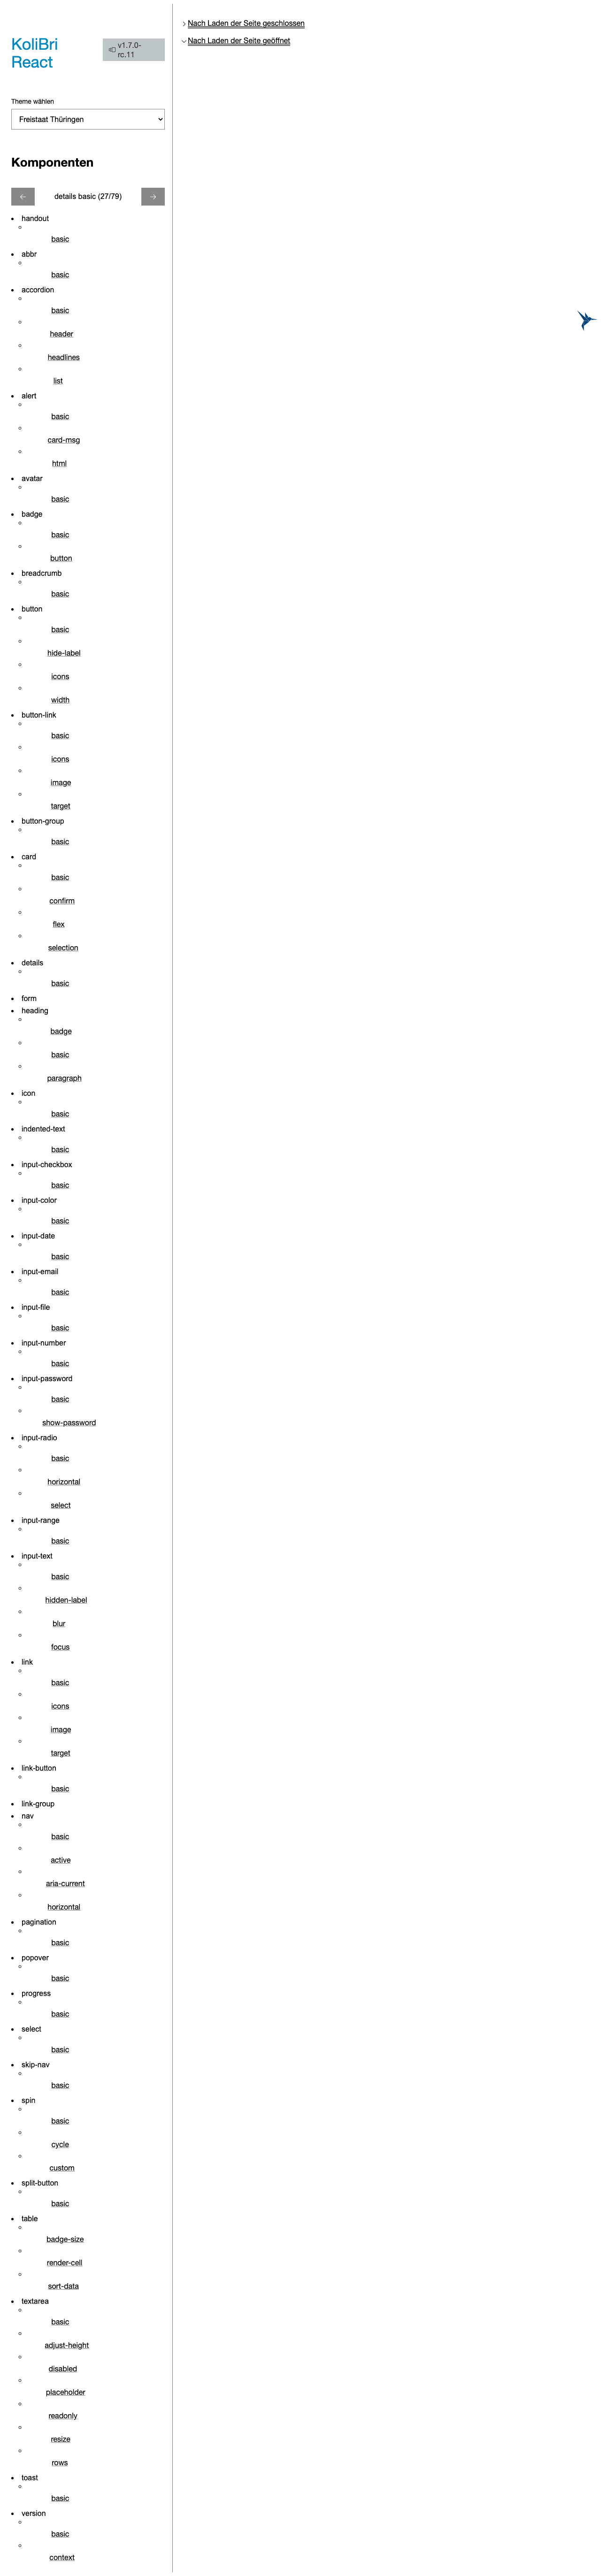 KoliBri
React
v1.7.0-
rc.11
Theme wählen
Freistaat Thüringen
Komponenten
details basic (27/79)
handout
basic
abbr
basic
accordion
basic
header
headlines
list
alert
basic
card-msg
html
avatar
basic
badge
basic
button
breadcrumb
basic
button
basic
hide-label
icons
width
button-link
basic
icons
image
target
button-group
basic
card
basic
confirm
flex
selection
details
basic
form
heading
badge
basic
paragraph
icon
basic
indented-text
basic
input-checkbox
basic
input-color
basic
input-date
basic
input-email
basic
input-file
basic
input-number
basic
input-password
basic
show-password
input-radio
basic
horizontal
select
input-range
basic
input-text
basic
hidden-label
blur
focus
link
basic
icons
image
target
link-button
basic
link-group
nav
basic
active
aria-current
horizontal
pagination
basic
popover
basic
progress
basic
select
basic
skip-nav
basic
spin
basic
cycle
custom
split-button
basic
table
badge-size
render-cell
sort-data
textarea
basic
adjust-height
disabled
placeholder
readonly
resize
rows
toast
basic
version
basic
context
Nach Laden der Seite geschlossen
Nach Laden der Seite geöffnet